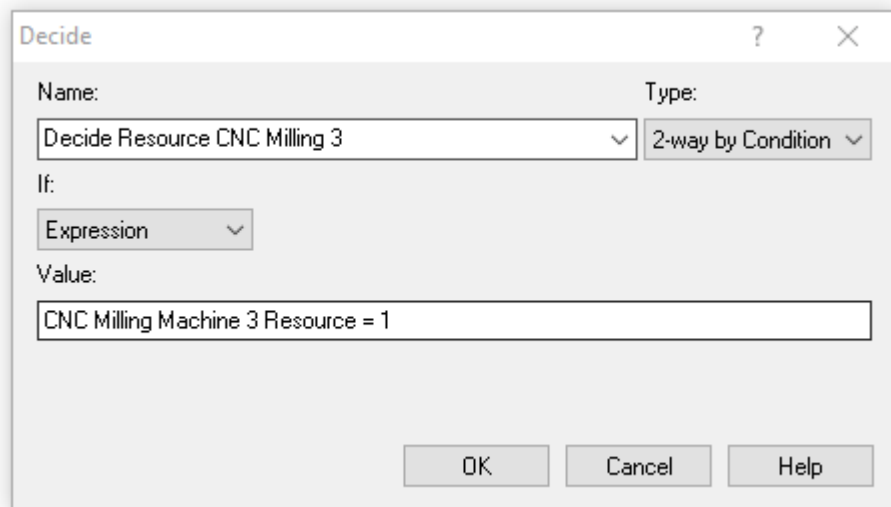 Decide ?
Name: Type:
Decide Resource CNC Milling 3 2-way by Condition
If:
Expression
Value:
CNC Milling Machine 3 Resource = 1
OK Cancel Help